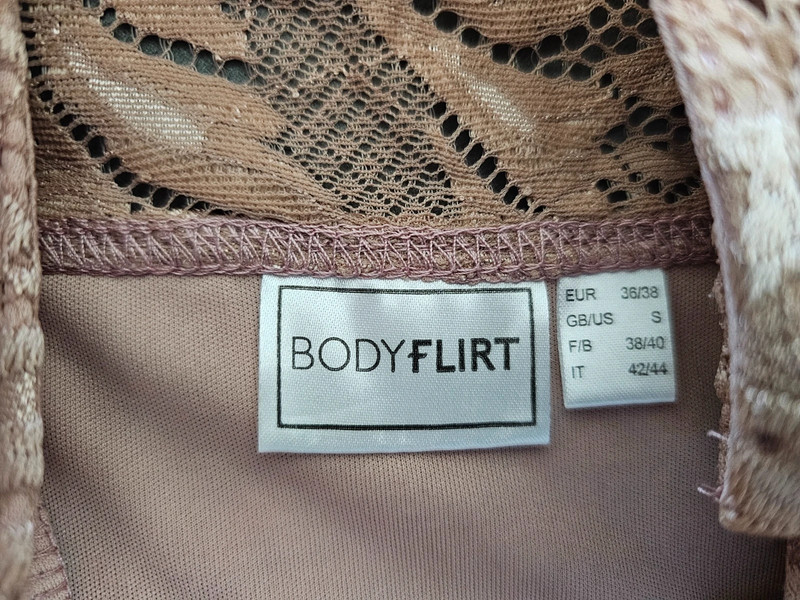 BODYFLIRT
EUR 36/38
GB/US S
F/B 38/40
IT 42/44